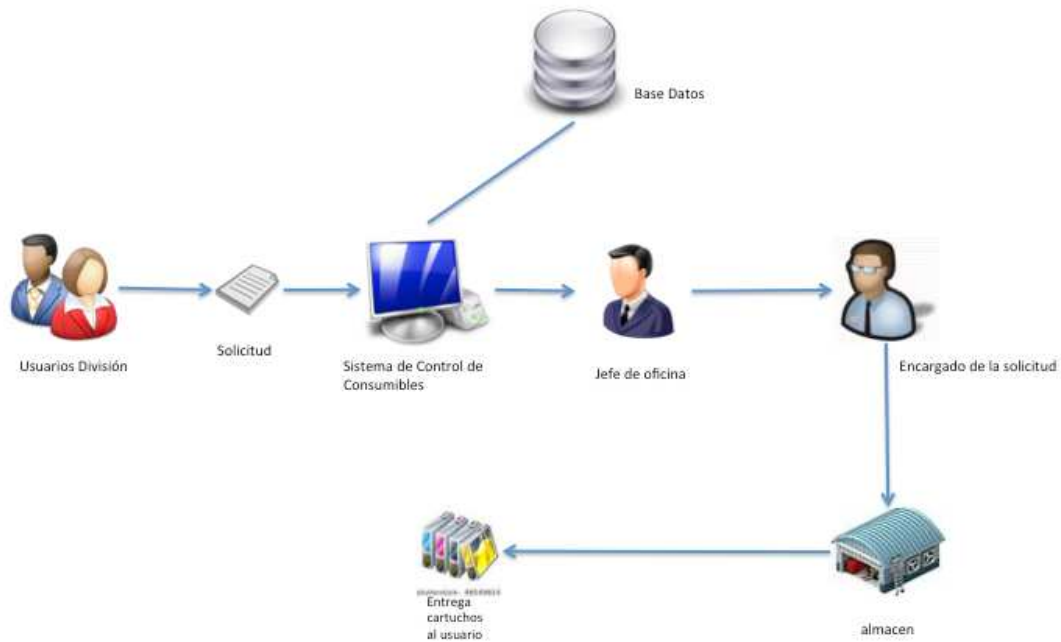 Base Datos
Usuarios División
Solicitud
Sistema de Control de
Consumibles
Jefe de oficina
Encargado de la solicitud
Entrega
cartuchos
al usuario
almacen